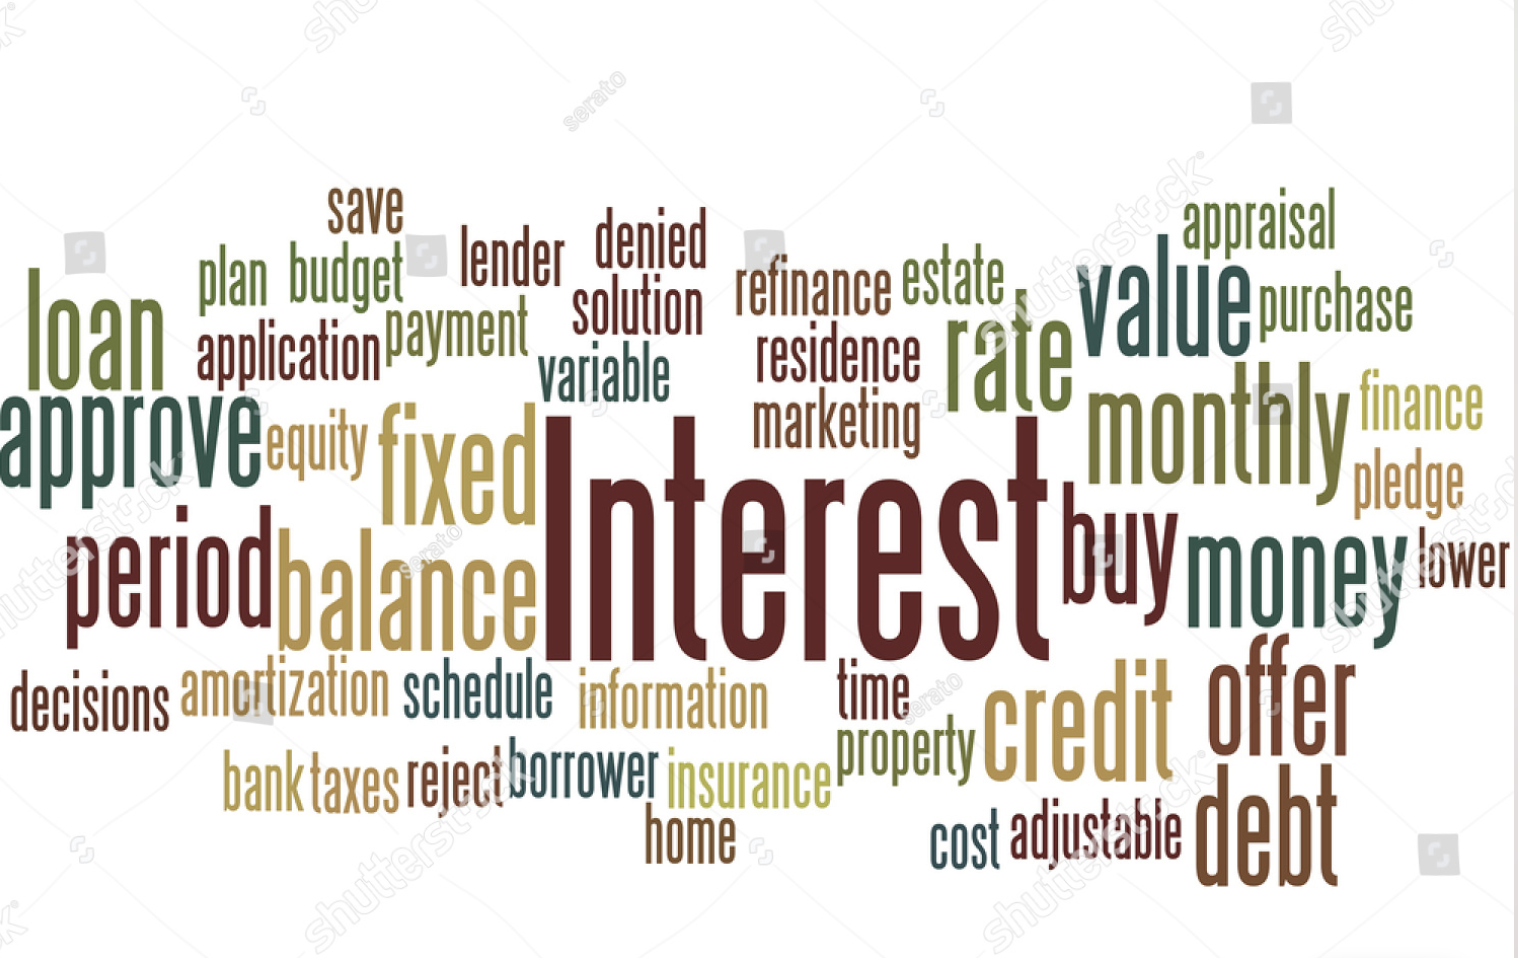 save
appraisal
denied
lender
plan budget
refinance estate
value
purchase
loan
solution
payment
application
rate
residence
variable
monthly
finance
marketing
approve
equity
fixed
pledge
Interest
buy
period
balance
money
lower
offer
decisions
amortization
schedule
information
time
credit
property
bank taxes reject borrower insurance
debt
home
cost adjustable
shutterstock
serato